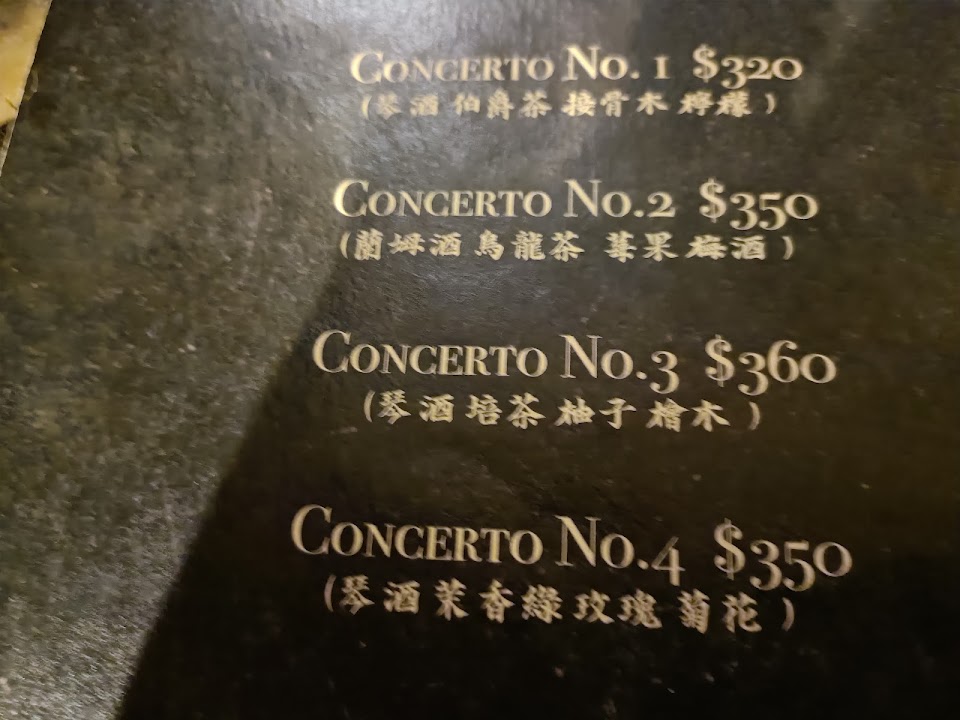 CONCERTO NO. 1 $320
(琴酒 伯爵茶 接骨木 檸檬)
CONCERTO NO.2 $350
(蘭姆酒 烏龍茶 莓果 梅酒)
CONCERTO NO.3 $360
(琴酒 培茶 柚子 檜木)
CONCERTO NO.4 $350
(琴酒 茉香綠 玫瑰 菊花)